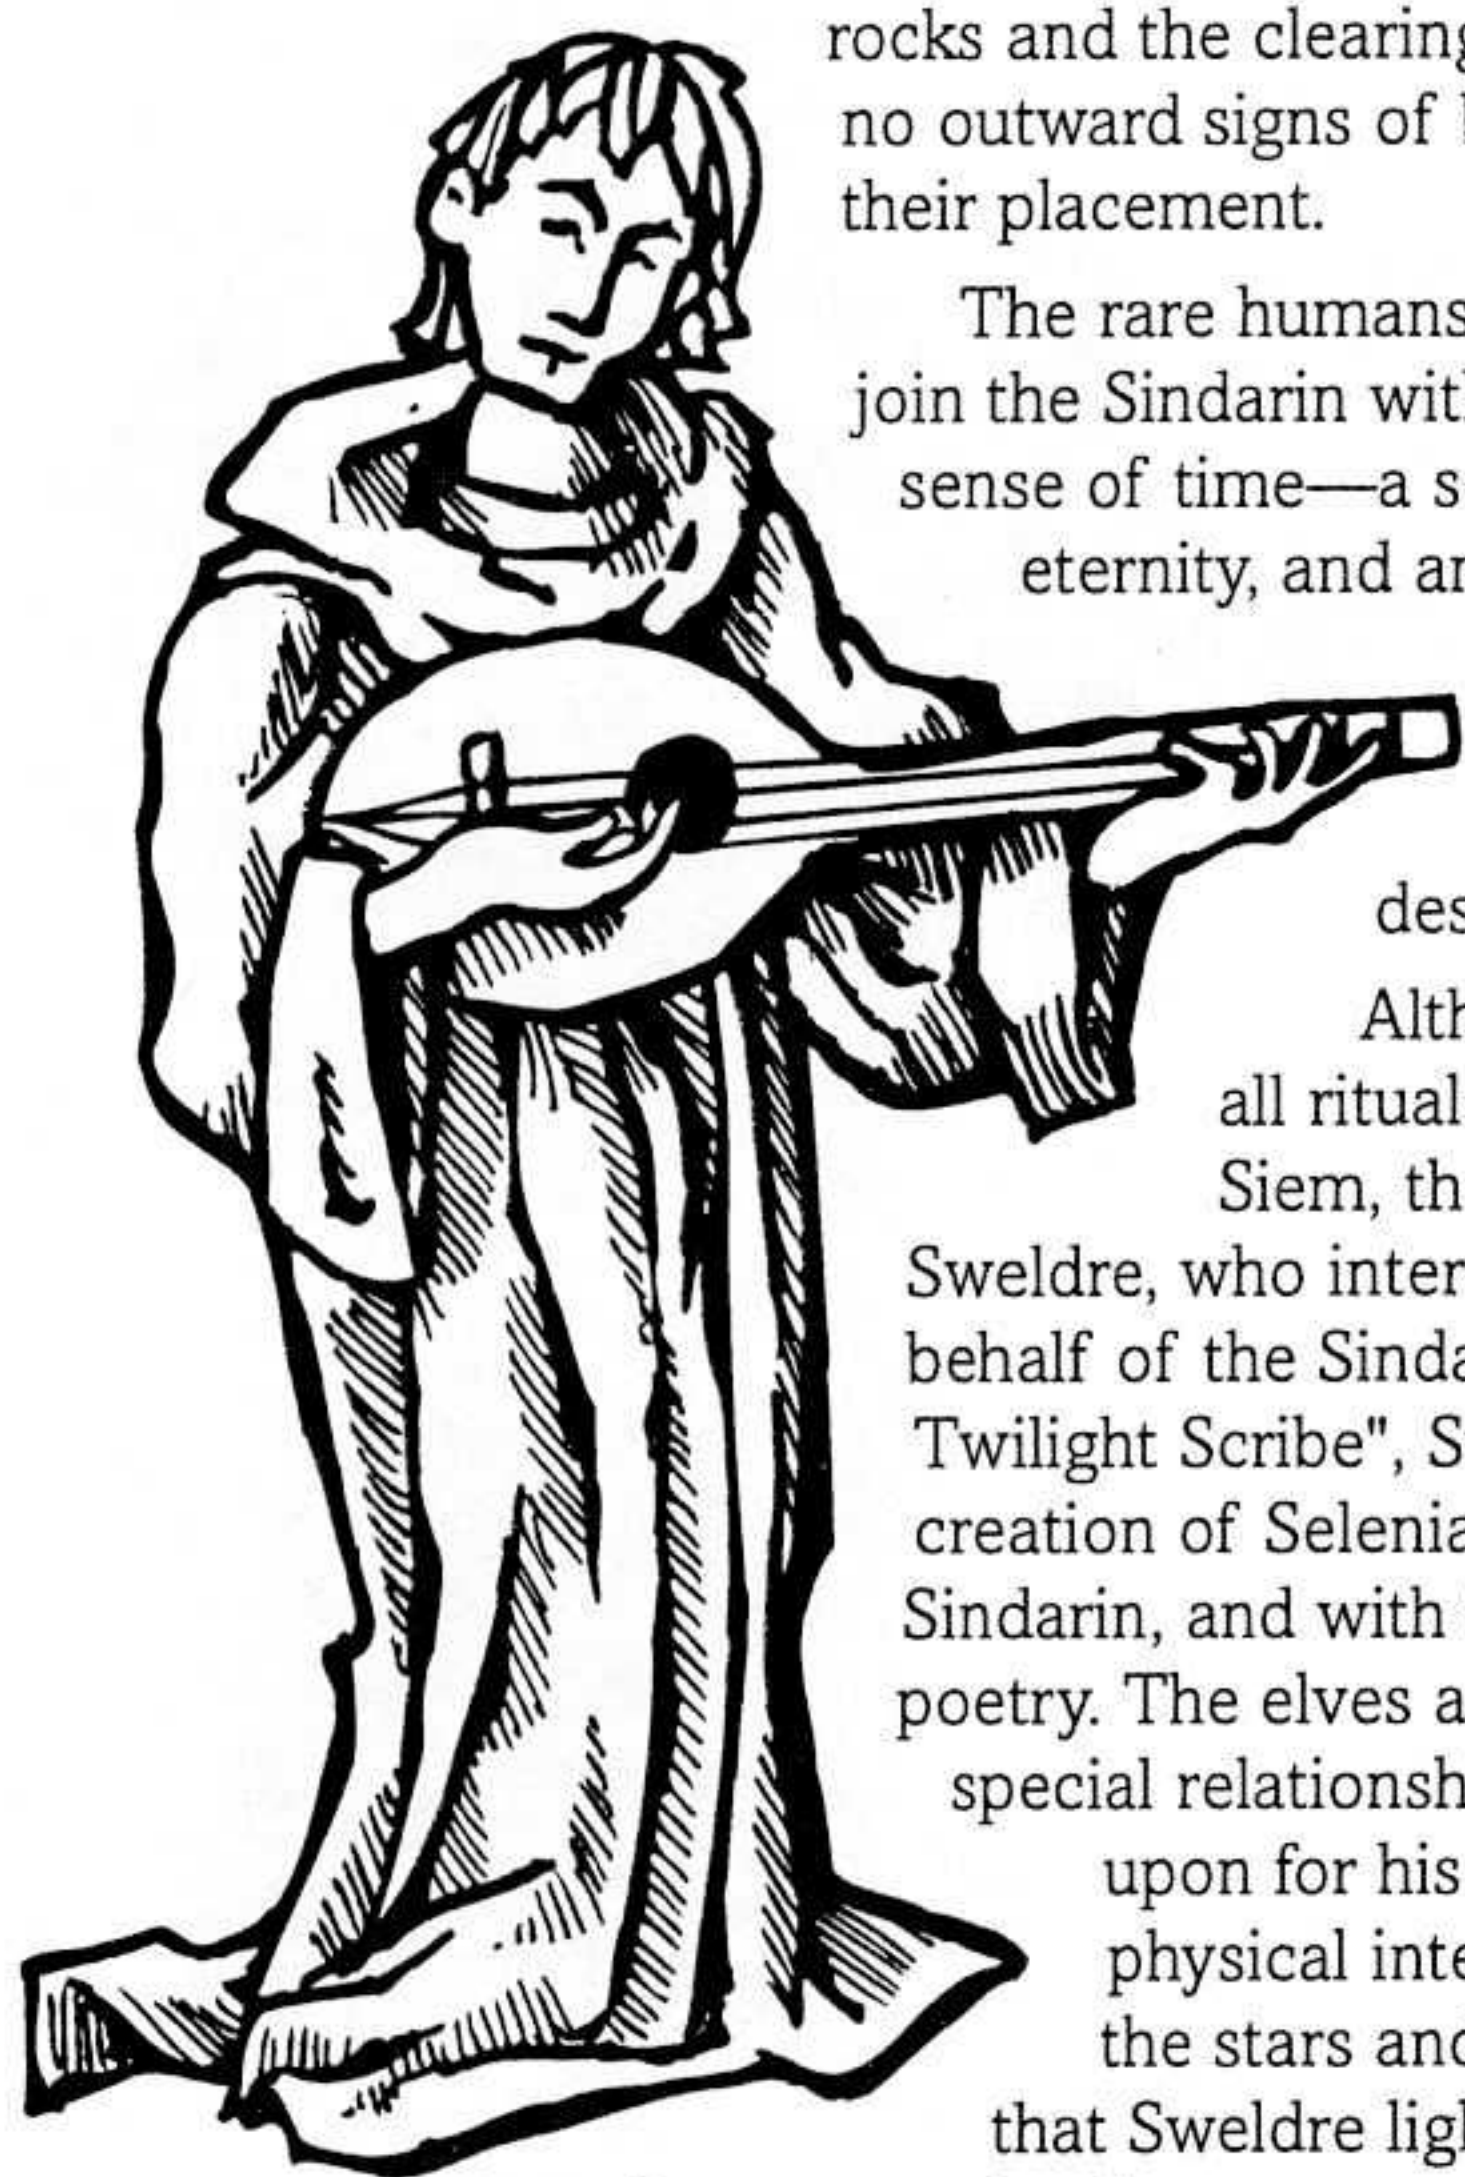 rocks and the clearing
no outward signs of
their placement.
The rare humans
join the Sindarin with
sense of time—a s
eternity, and an
des
Alth
all ritual
Siem, th
Sweldre, who inter
behalf of the Sinda
Twilight Scribe", S
creation of Selenia
Sindarin, and with
poetry. The elves a
special relationsh
upon for his
physical inte
the stars and
that Sweldre ligh